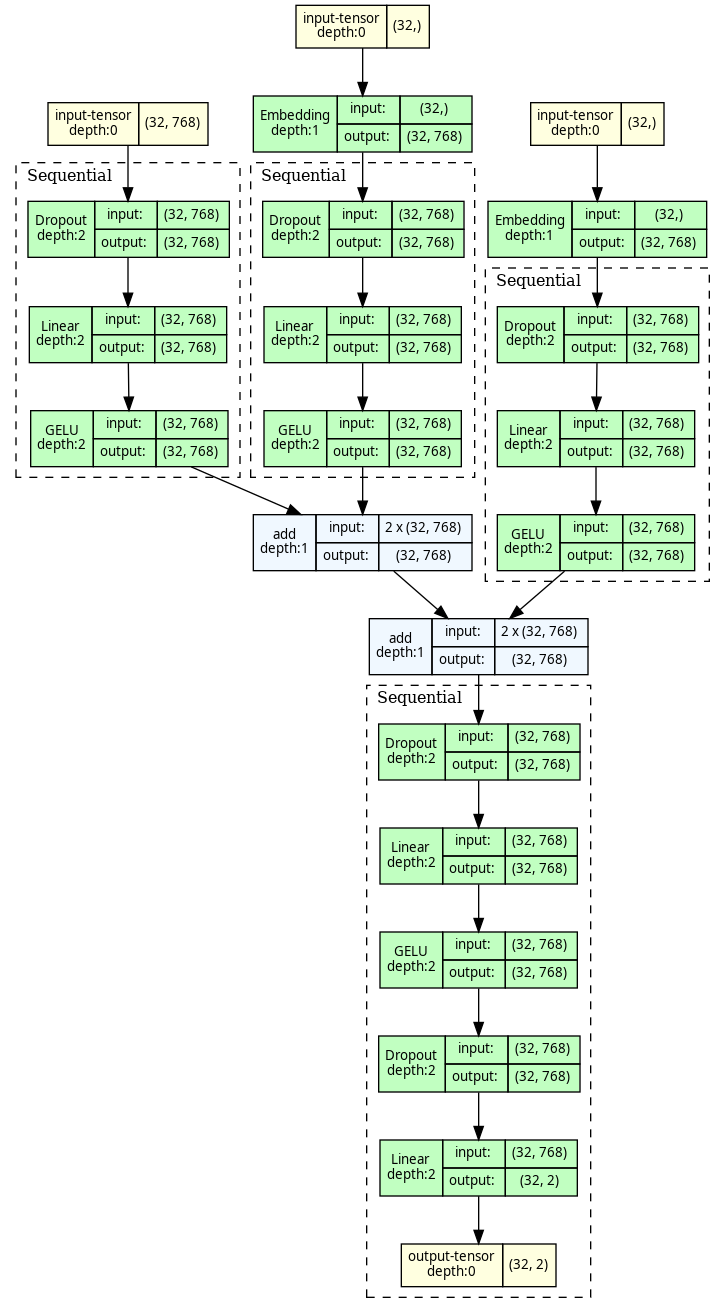 input-tensor
depth:0
(32,)
input-tensor
depth:0
(32, 768)
Embedding
depth:1
input:
(32,)
output:
(32, 768)
input-tensor
depth:0
(32,)
Sequential
Dropout
depth:2
input:
(32, 768)
output:
(32, 768)
Linear
depth:2
input:
(32, 768)
output:
(32, 768)
GELU
depth:2
input:
(32, 768)
output:
(32, 768)
Sequential
Dropout
depth:2
input:
(32, 768)
output:
(32, 768)
Linear
depth:2
input:
(32, 768)
output:
(32, 768)
GELU
depth:2
input:
(32, 768)
output:
(32, 768)
Embedding
depth:1
input:
(32,)
output:
(32, 768)
Sequential
Dropout
depth:2
input:
(32, 768)
output:
(32, 768)
Linear
depth:2
input:
(32, 768)
output:
(32, 768)
GELU
depth:2
input:
(32, 768)
output:
(32, 768)
add
depth:1
input:
2 x (32, 768)
output:
(32, 768)
add
depth:1
input:
2 x (32, 768)
output:
(32, 768)
Sequential
Dropout
depth:2
input:
(32, 768)
output:
(32, 768)
Linear
depth:2
input:
(32, 768)
output:
(32, 768)
GELU
depth:2
input:
(32, 768)
output:
(32, 768)
Dropout
depth:2
input:
(32, 768)
output:
(32, 768)
Linear
depth:2
input:
(32, 768)
output:
(32, 2)
output-tensor
depth:0
(32, 2)